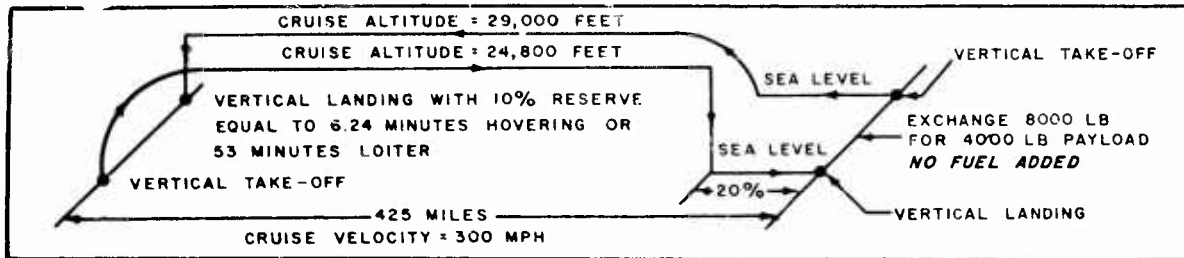 CRUISE ALTITUDE = 29,000 FEET
CRUISE ALTITUDE = 24,800 FEET
VERTICAL TAKE-OFF
SEA LEVEL
VERTICAL LANDING WITH 10% RESERVE
EQUAL TO 6.24 MINUTES HOVERING OR
53 MINUTES LOITER
EXCHANGE 8000 LB
FOR 4000 LB PAYLOAD
NO FUEL ADDED
SEA LEVEL
VERTICAL TAKE-OFF
20%
425 MILES
VERTICAL LANDING
CRUISE VELOCITY = 300 MPH